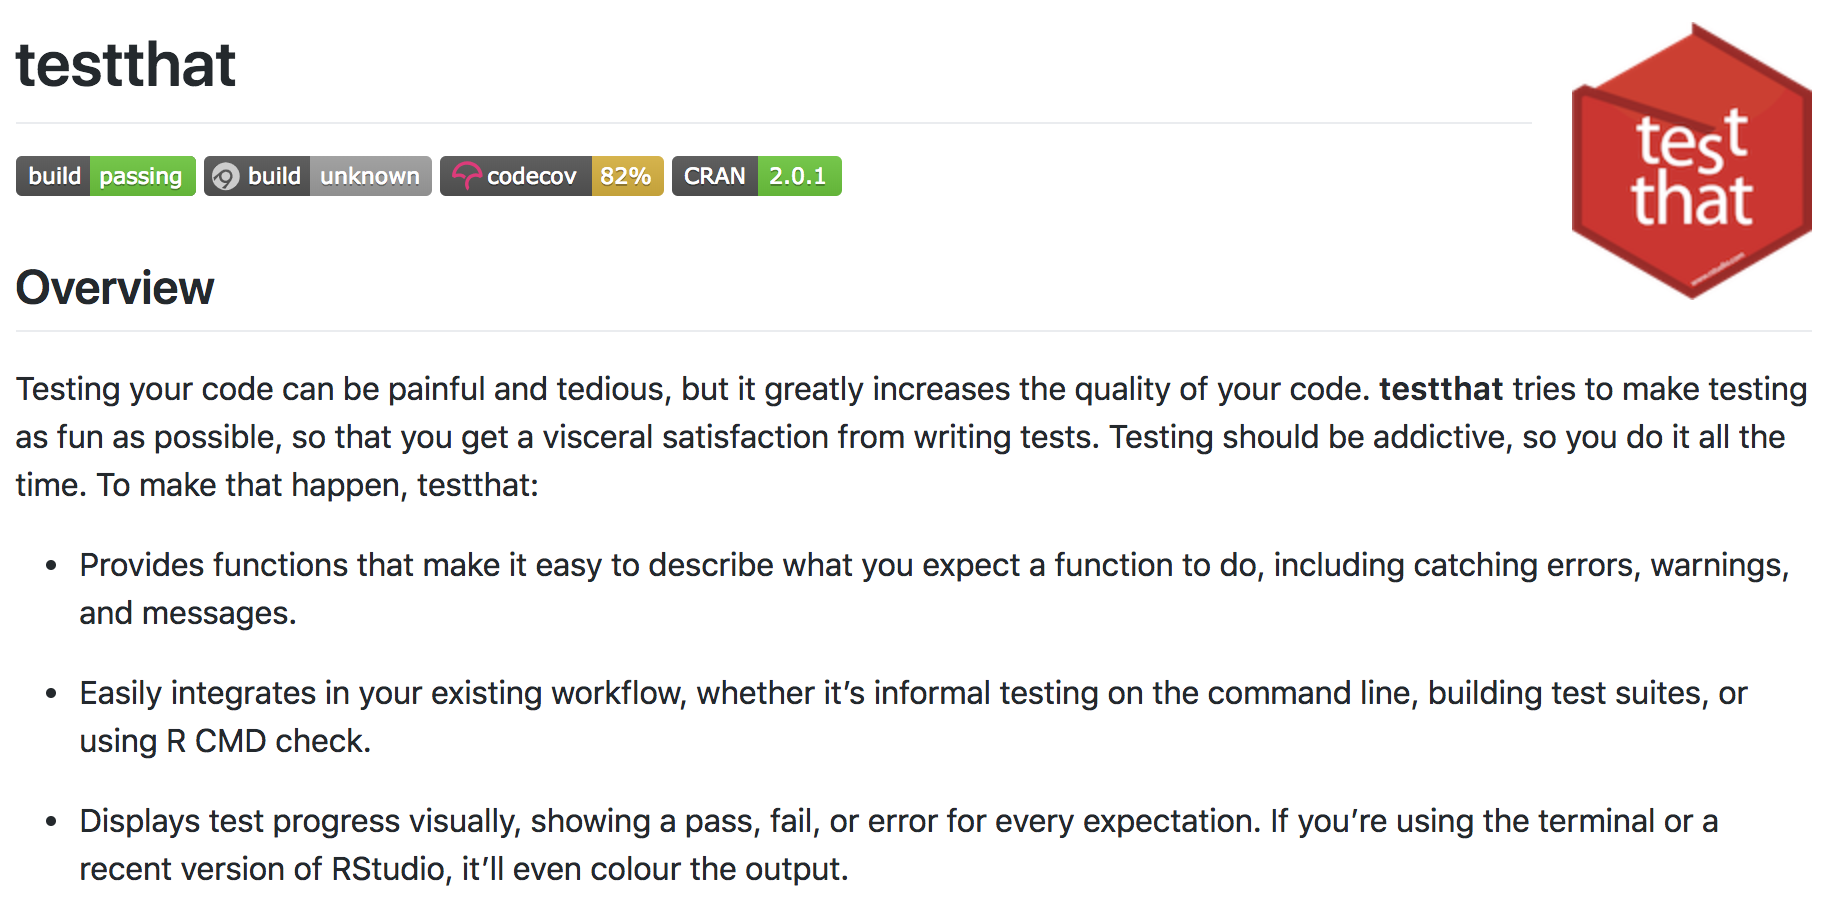 testthat
build passing build unknown codecov 82% CRAN 2.0.1
test
that
www.rstudio.com
Overview
Testing your code can be painful and tedious, but it greatly increases the quality of your code. testthat tries to make testing
as fun as possible, so that you get a visceral satisfaction from writing tests. Testing should be addictive, so you do it all the
time. To make that happen, testthat:
• Provides functions that make it easy to describe what you expect a function to do, including catching errors, warnings,
and messages.
• Easily integrates in your existing workflow, whether it’s informal testing on the command line, building test suites, or
using R CMD check.
• Displays test progress visually, showing a pass, fail, or error for every expectation. If you’re using the terminal or a
recent version of RStudio, it’ll even colour the output.